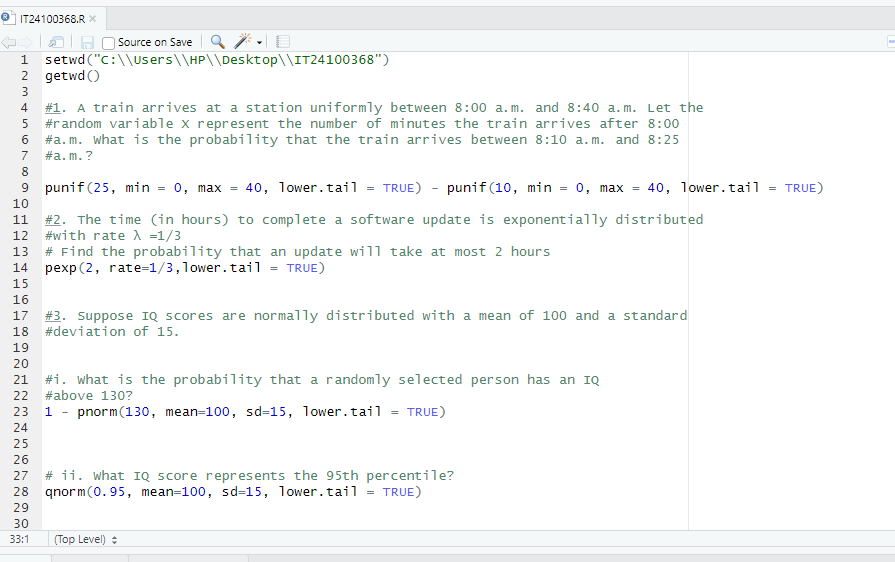 IT24100368.R
Source on Save
1 setwd("C:\\Users\\HP\\Desktop\\IT24100368")
2 getwd()
3
4 #1. A train arrives at a station uniformly between 8:00 a.m. and 8:40 a.m. Let the
5 #random variable X represent the number of minutes the train arrives after 8:00
6 #a.m. What is the probability that the train arrives between 8:10 a.m. and 8:25
7 #a.m.?
8
9 punif(25, min = 0, max = 40, lower.tail = TRUE) - punif(10, min = 0, max = 40, lower.tail = TRUE)
10
11 #2. The time (in hours) to complete a software update is exponentially distributed
12 #with rate λ =1/3
13 # Find the probability that an update will take at most 2 hours
14 pexp(2, rate=1/3,lower.tail = TRUE)
15
16
17 #3. Suppose IQ scores are normally distributed with a mean of 100 and a standard
18 #deviation of 15.
19
20
21 #i. What is the probability that a randomly selected person has an IQ
22 #above 130?
23 1 - pnorm(130, mean=100, sd=15, lower.tail = TRUE)
24
25
26
27 # ii. What IQ score represents the 95th percentile?
28 qnorm(0.95, mean=100, sd=15, lower.tail = TRUE)
29
30
33:1 (Top Level)